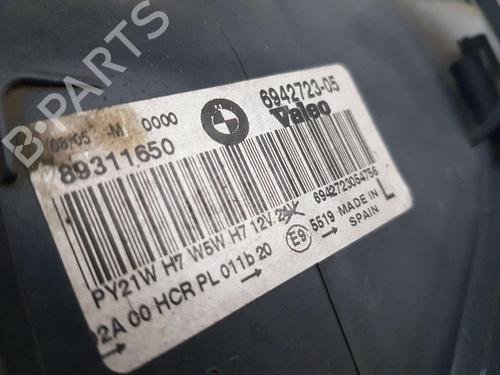 B-PARTS
08/05 -M 0000
6942723-05
89311650
Valeo
6942723054756
PY21W H7 W5W H7 12V
E9 5519 MADE IN SPAIN
L
02A 00 HCR PL 011b 20